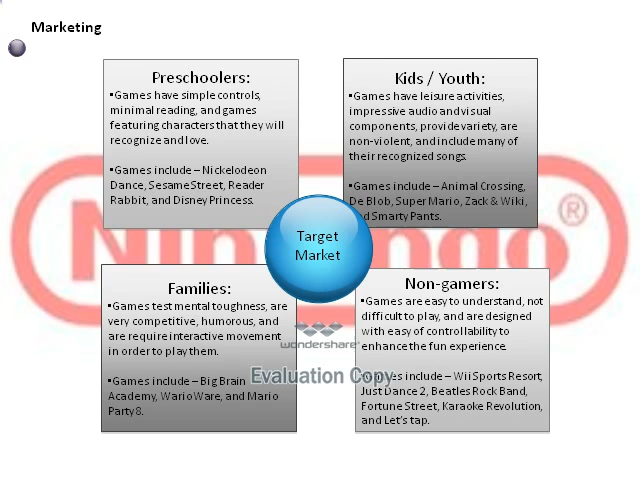 Marketing
Preschoolers:
•Games have simple controls,
minimal reading, and games
featuring characters that they will
recognize and love.
•Games include – Nickelodeon
Dance, Sesame Street, Reader
Rabbit, and Disney Princess.
Kids / Youth:
•Games have leisure activities,
impressive audio and visual
components, provide variety, are
non-violent, and include many of
their recognized songs.
•Games include – Animal Crossing,
De Blob, Super Mario, Zack & Wiki,
and Smarty Pants.
Nintendo®
Target
Market
Families:
•Games test mental toughness, are
very competitive, humorous, and
are require interactive movement
in order to play them.
•Games include – Big Brain
Academy, Wario Ware, and Mario
Party 8.
Non-gamers:
•Games are easy to understand, not
difficult to play, and are designed
with easy of controllability to
enhance the fun experience.
•Games include – Wii Sports Resort,
Just Dance 2, Beatles Rock Band,
Fortune Street, Karaoke Revolution,
and Let's tap.
wondershare®
Evaluation Copy